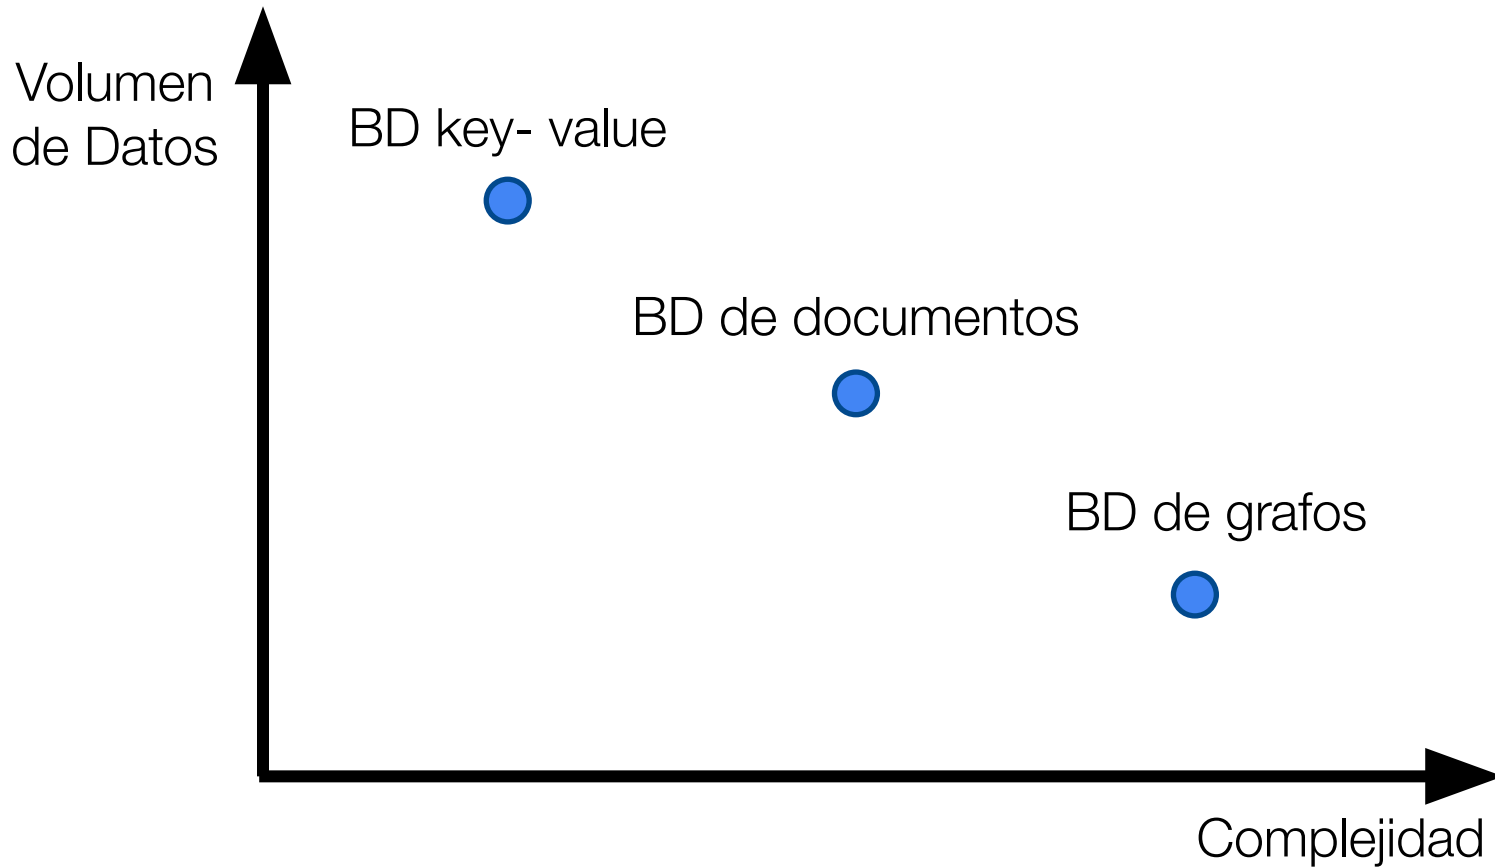 Volumen
de Datos
BD key- value
BD de documentos
BD de grafos
Complejidad